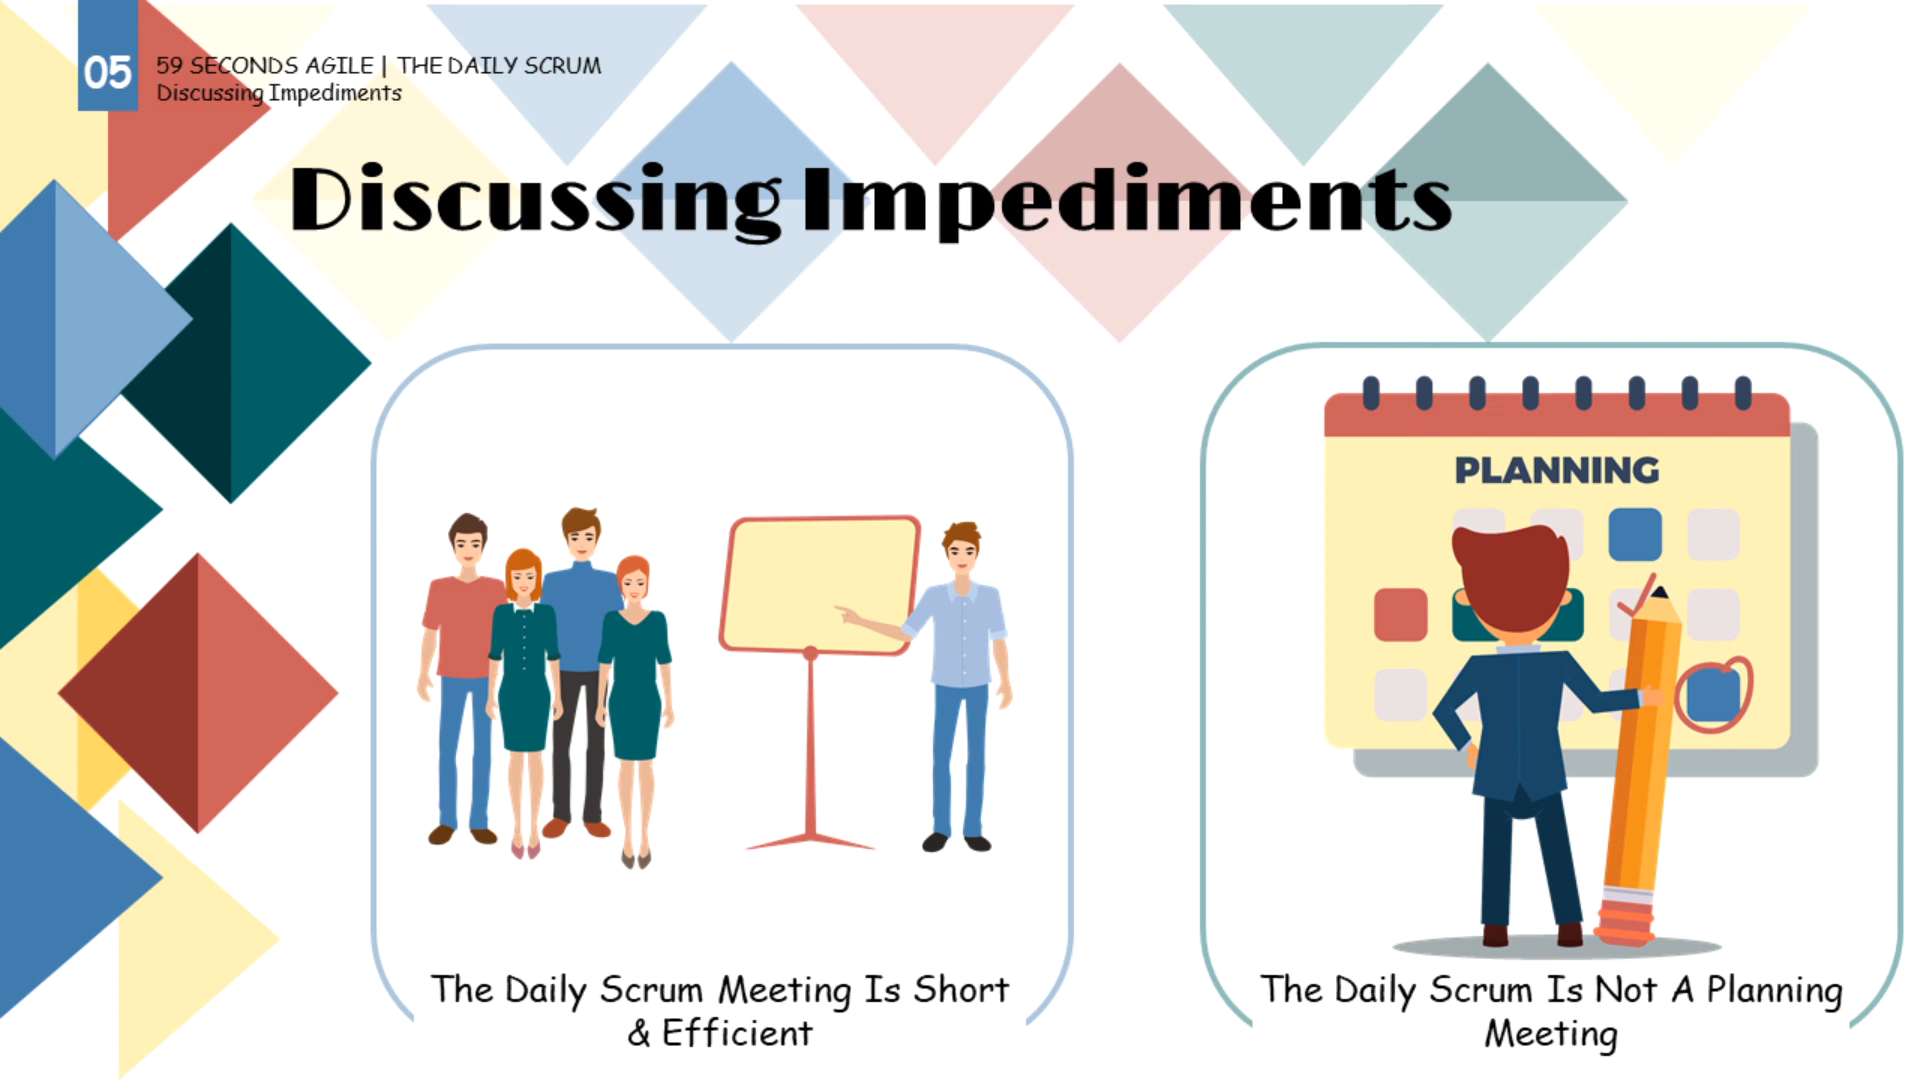 05
59 SECONDS AGILE | THE DAILY SCRUM
Discussing Impediments
Discussing Impediments
PLANNING
The Daily Scrum Meeting Is Short
& Efficient
The Daily Scrum Is Not A Planning
Meeting